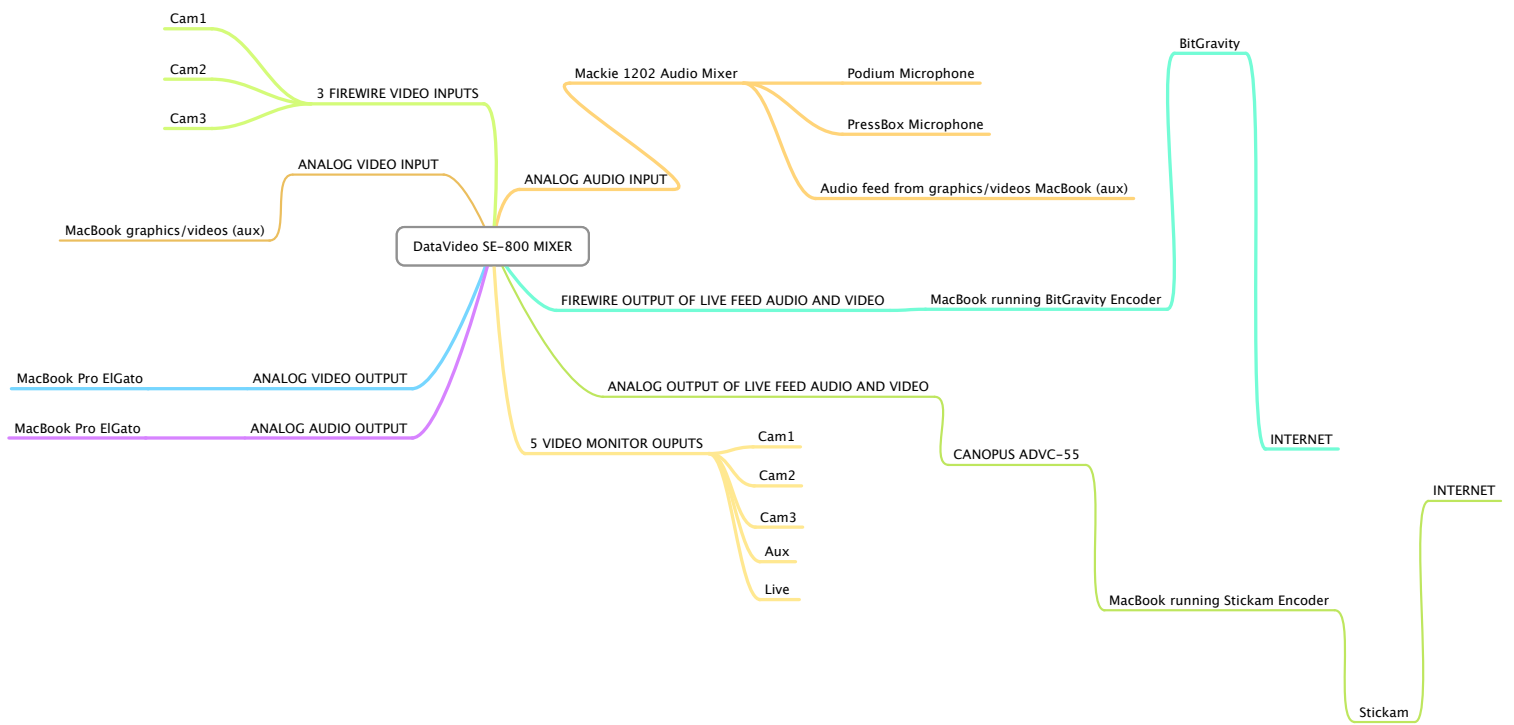 Cam1
Cam2
Cam3
3 FIREWIRE VIDEO INPUTS
ANALOG VIDEO INPUT
MacBook graphics/videos (aux)
Mackie 1202 Audio Mixer
Podium Microphone
PressBox Microphone
Audio feed from graphics/videos MacBook (aux)
ANALOG AUDIO INPUT
DataVideo SE-800 MIXER
BitGravity
FIREWIRE OUTPUT OF LIVE FEED AUDIO AND VIDEO
MacBook running BitGravity Encoder
INTERNET
MacBook Pro ElGato
ANALOG VIDEO OUTPUT
MacBook Pro ElGato
ANALOG AUDIO OUTPUT
ANALOG OUTPUT OF LIVE FEED AUDIO AND VIDEO
CANOPUS ADVC-55
MacBook running Stickam Encoder
Stickam
INTERNET
5 VIDEO MONITOR OUPUTS
Cam1
Cam2
Cam3
Aux
Live